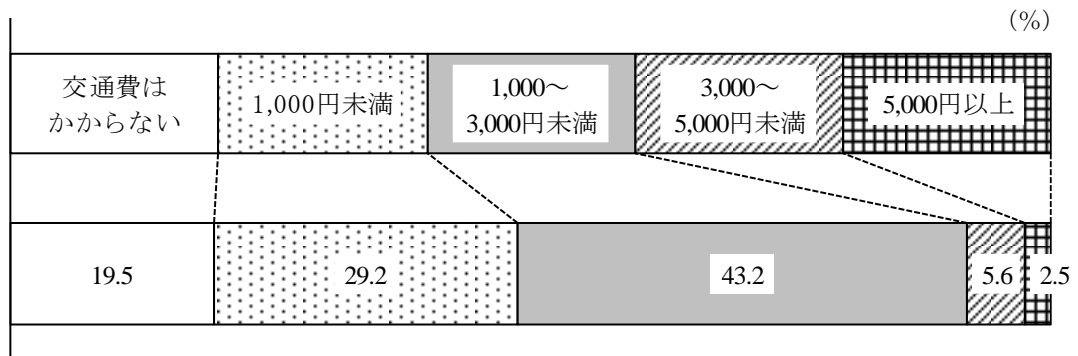 (%)
交通費は
かからない
1,000円未満
1,000～
3,000円未満
3,000～
5,000円未満
5,000円以上
19.5
29.2
43.2
5.6
2.5